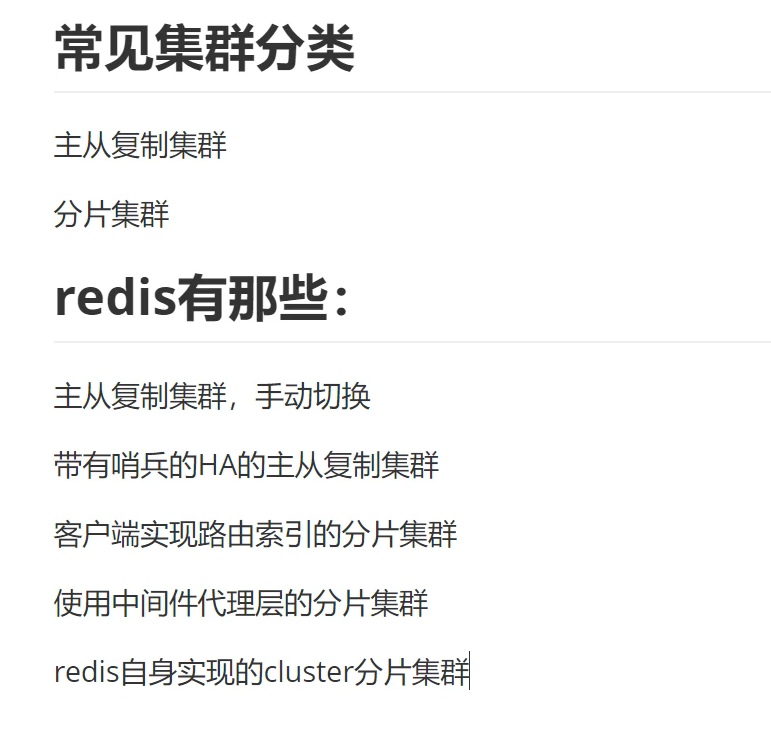 常见集群分类
主从复制集群
分片集群
redis有那些：
主从复制集群，手动切换
带有哨兵的HA的主从复制集群
客户端实现路由索引的分片集群
使用中间件代理层的分片集群
redis自身实现的cluster分片集群